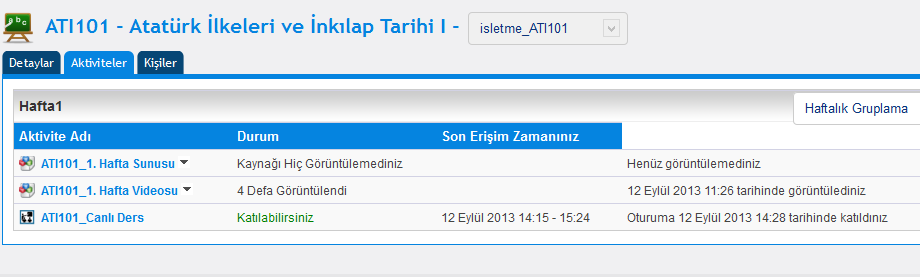 ATI101 - Atatürk İlkeleri ve İnkılap Tarihi I - isletme_ATI101
Detaylar Aktiviteler Kişiler
Hafta1 Haftalık Gruplama
Aktivite Adı Durum Son Erişim Zamanınız
ATI101_1. Hafta Sunusu Kaynağı Hiç Görüntülemediniz Henüz görüntülemediniz
ATI101_1. Hafta Videosu 4 Defa Görüntülendi 12 Eylül 2013 11:26 tarihinde görüntülediniz
ATI101_Canlı Ders Katılabilirsiniz 12 Eylül 2013 14:15 - 15:24 Oturuma 12 Eylül 2013 14:28 tarihinde katıldınız